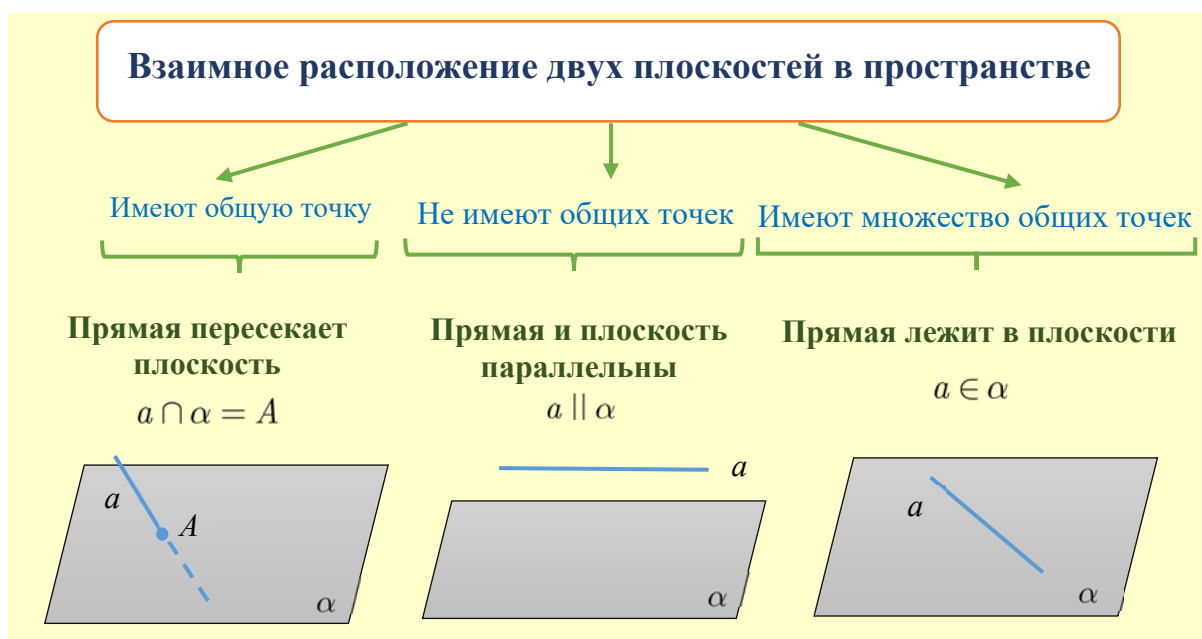 Взаимное расположение двух плоскостей в пространстве
Имеют общую точку
Не имеют общих точек
Имеют множество общих точек
Прямая пересекает
плоскость
a ∩ α = A
Прямая и плоскость
параллельны
a || α
Прямая лежит в плоскости
a ∈ α
a
A
α
a
α
a
α